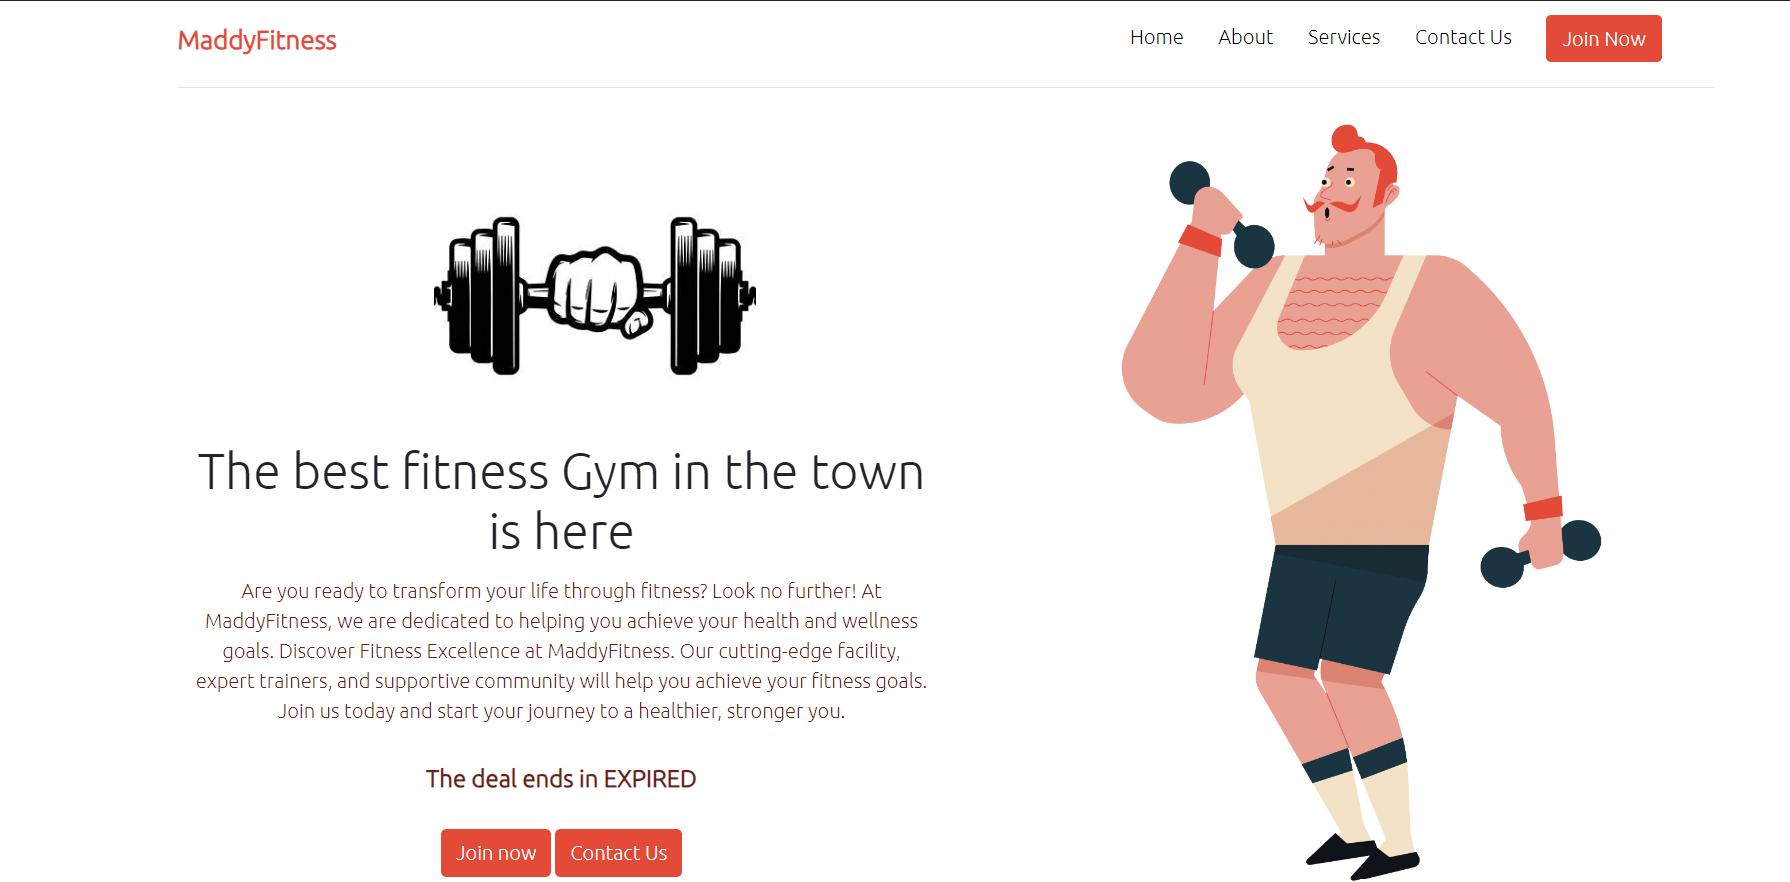 MaddyFitness
Home About Services Contact Us Join Now
The best fitness Gym in the town
is here
Are you ready to transform your life through fitness? Look no further! At
MaddyFitness, we are dedicated to helping you achieve your health and wellness
goals. Discover Fitness Excellence at MaddyFitness. Our cutting-edge facility,
expert trainers, and supportive community will help you achieve your fitness goals.
Join us today and start your journey to a healthier, stronger you.
The deal ends in EXPIRED
Join now Contact Us